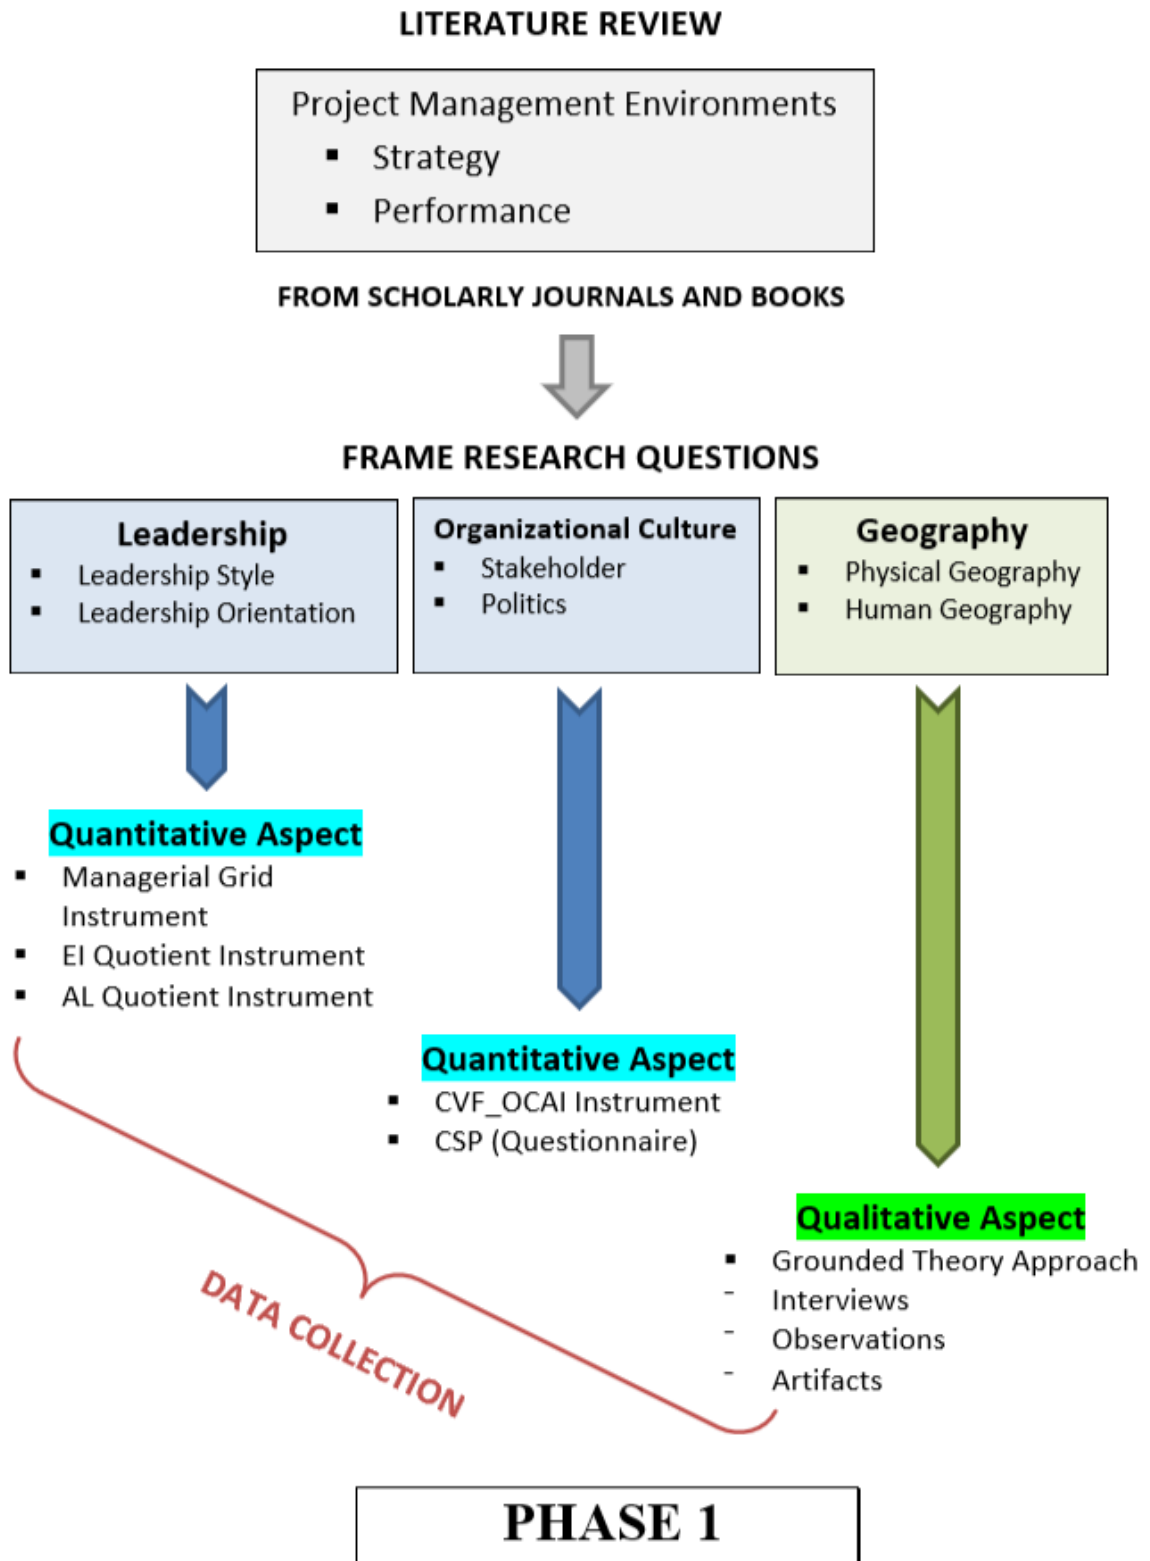 LITERATURE REVIEW
Project Management Environments
▪ Strategy
▪ Performance
FROM SCHOLARLY JOURNALS AND BOOKS
FRAME RESEARCH QUESTIONS
Leadership
▪ Leadership Style
▪ Leadership Orientation
Organizational Culture
▪ Stakeholder
▪ Politics
Geography
▪ Physical Geography
▪ Human Geography
Quantitative Aspect
▪ Managerial Grid
Instrument
▪ EI Quotient Instrument
▪ AL Quotient Instrument
Quantitative Aspect
▪ CVF_OCAI Instrument
▪ CSP (Questionnaire)
Qualitative Aspect
▪ Grounded Theory Approach
- Interviews
- Observations
- Artifacts
DATA COLLECTION
PHASE 1